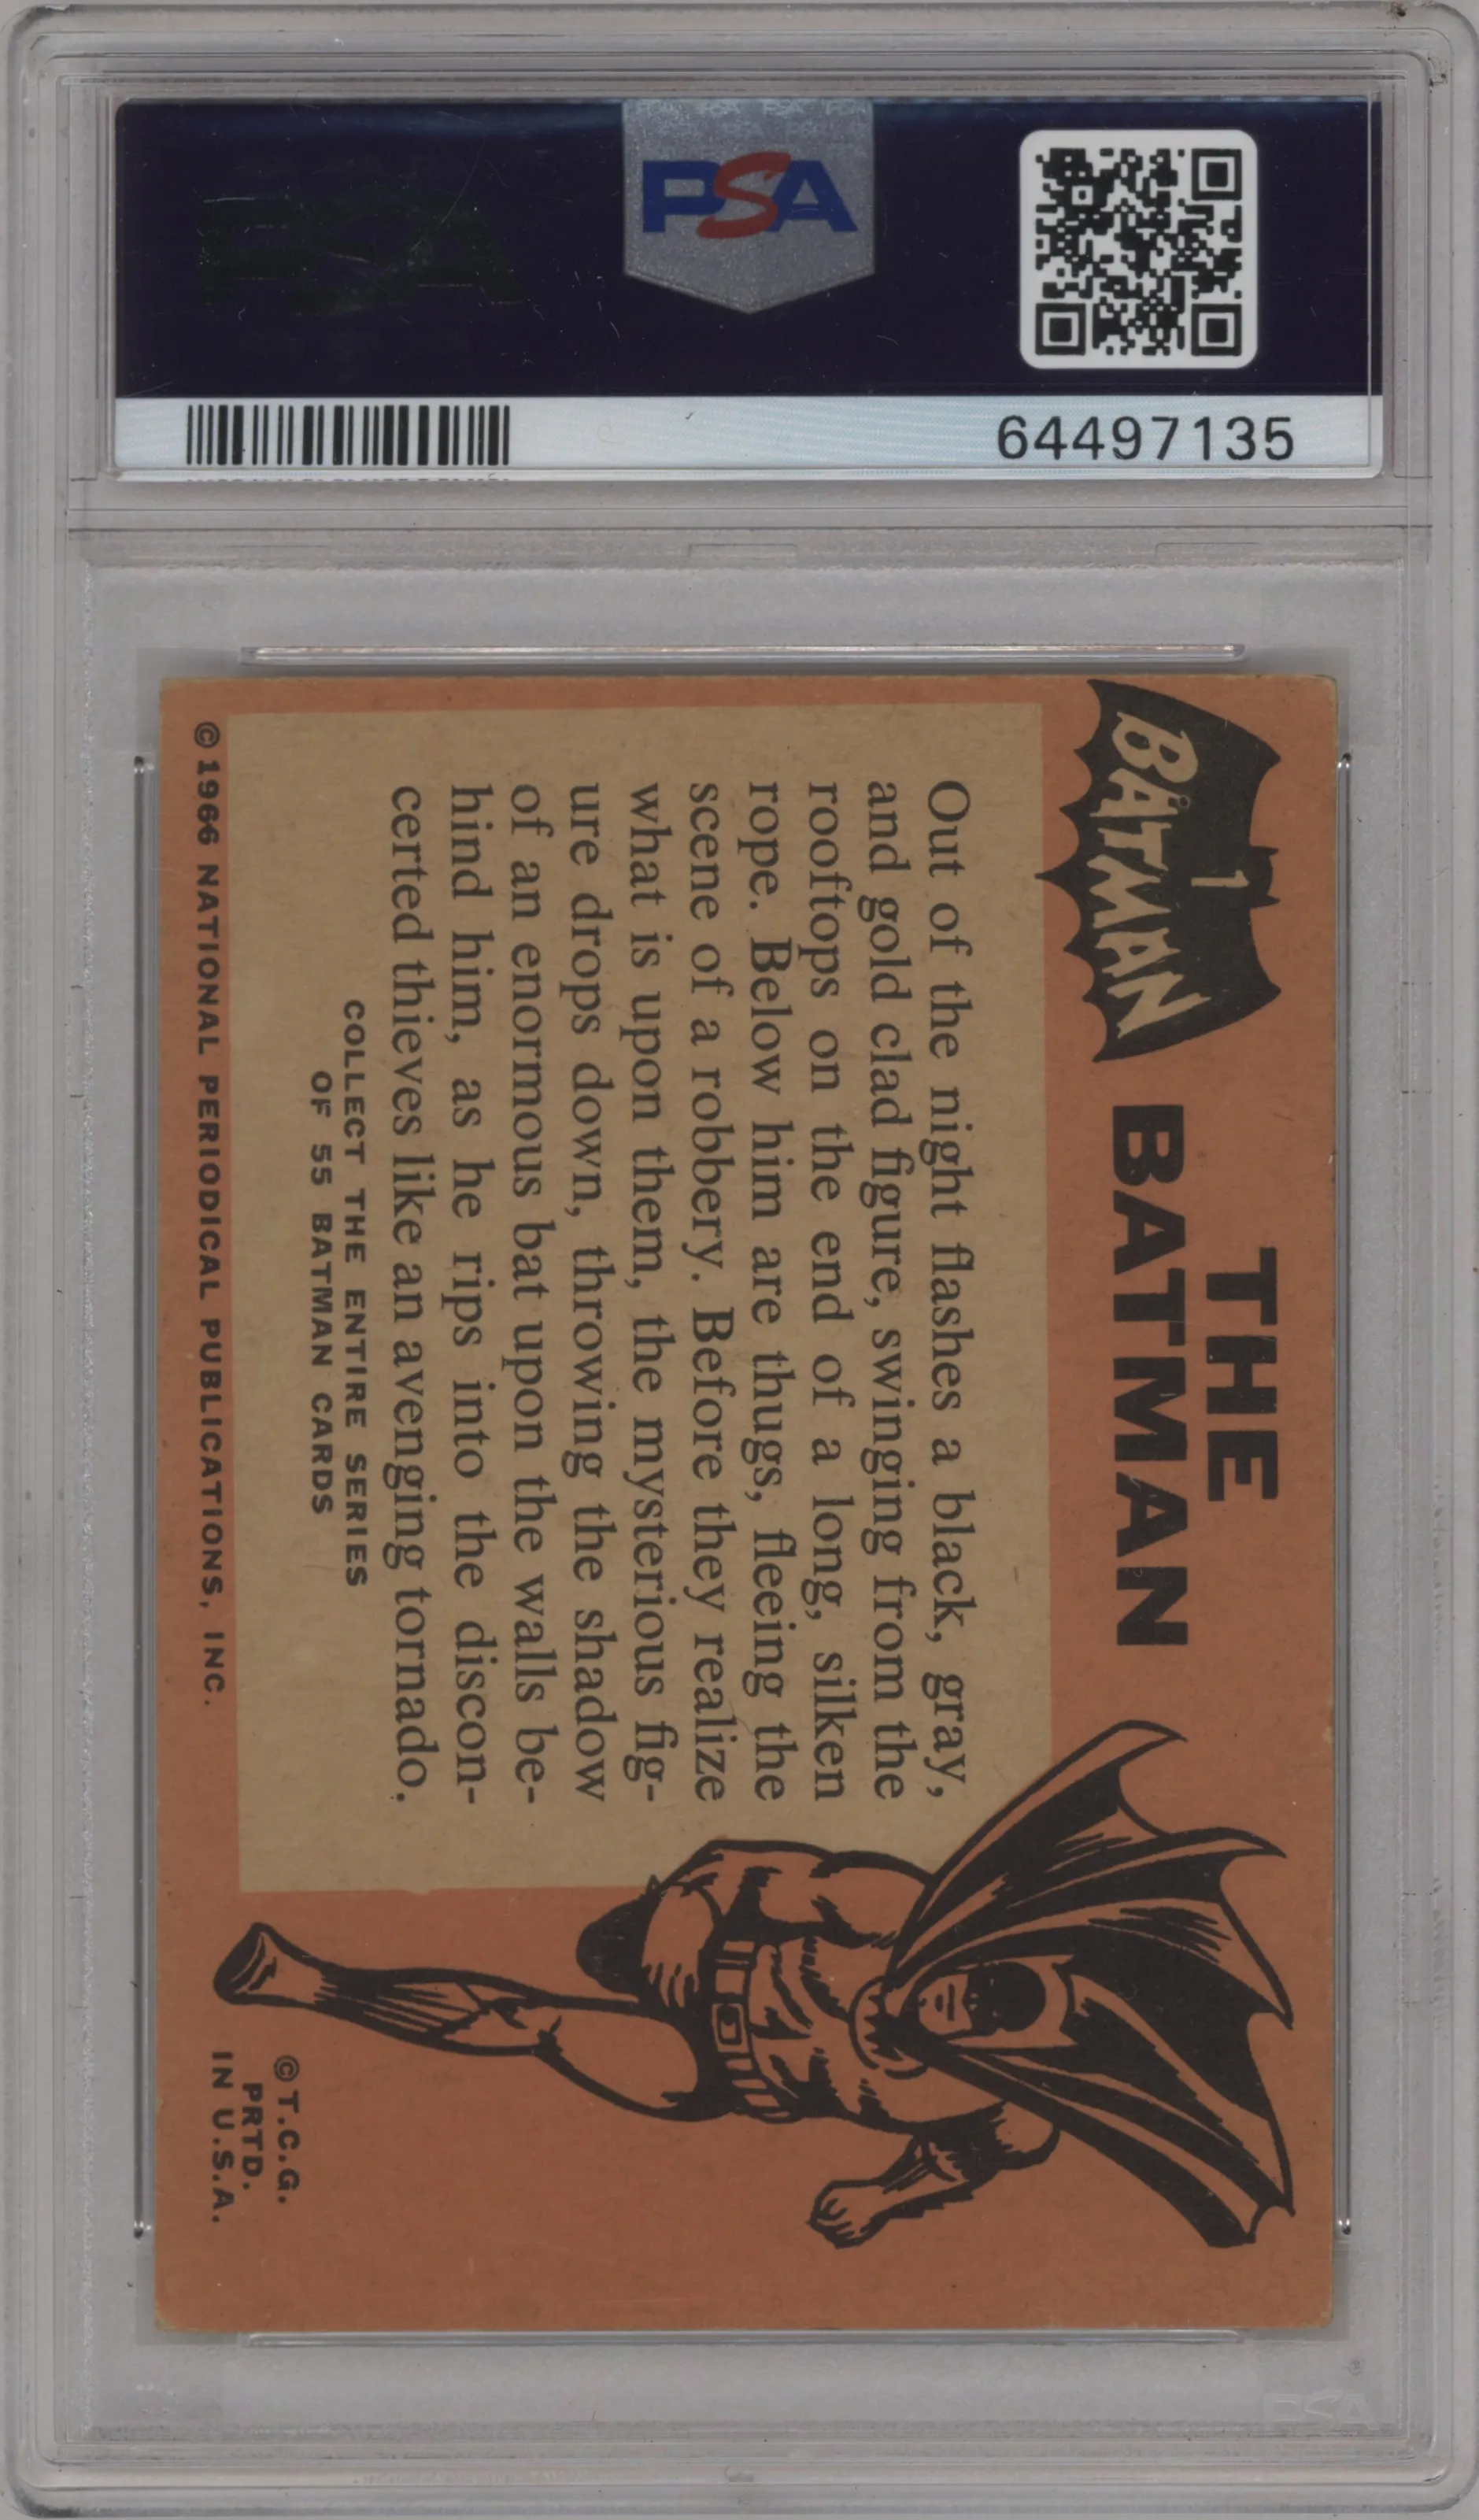 PSA
64497135
1
BATMAN
THE
BATMAN
Out of the night flashes a black, gray,
and gold clad figure, swinging from the
rooftops on the end of a long, silken
rope. Below him are thugs, fleeing the
scene of a robbery. Before they realize
what is upon them, the mysterious fig-
ure drops down, throwing the shadow
of an enormous bat upon the walls be-
hind him, as he rips into the discon-
certed thieves like an avenging tornado.
COLLECT THE ENTIRE SERIES
OF 55 BATMAN CARDS
© 1966 NATIONAL PERIODICAL PUBLICATIONS, INC.
© T.C.G.
PRTD.
IN U.S.A.
PSA